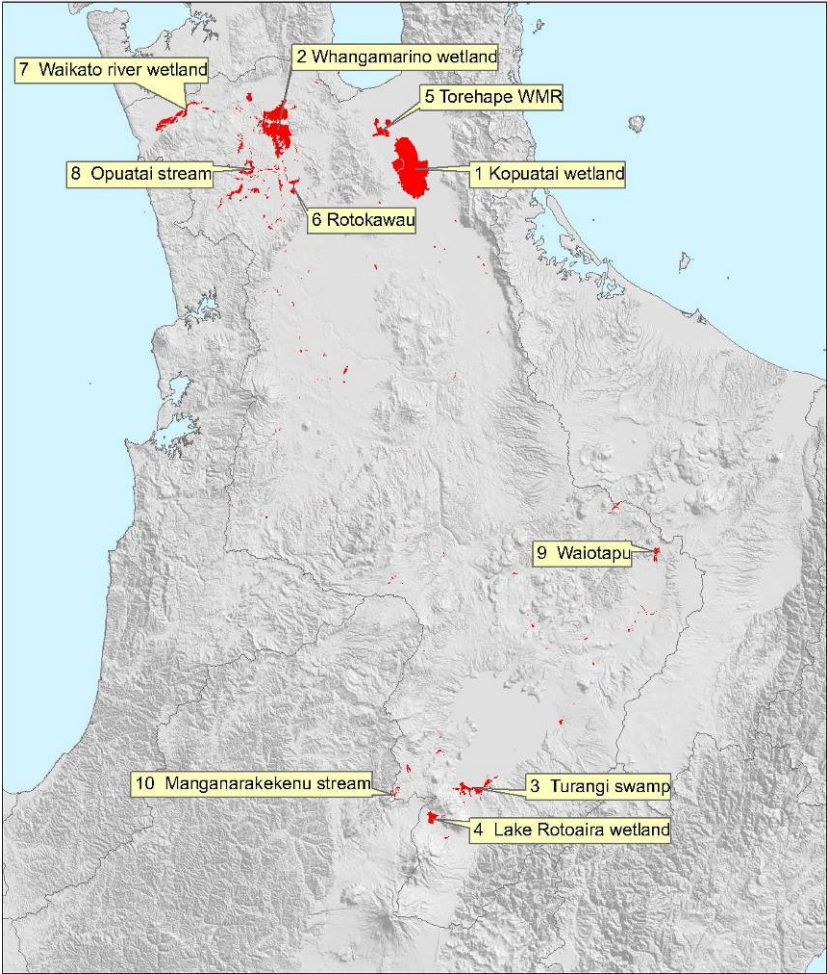 2 Whangamarino wetland
7 Waikato river wetland
5 Torehape WMR
8 Opuatai stream
1 Kopuatai wetland
6 Rotokawau
9 Waiotapu
10 Manganarakekenu stream
3 Turangi swamp
4 Lake Rotoaira wetland